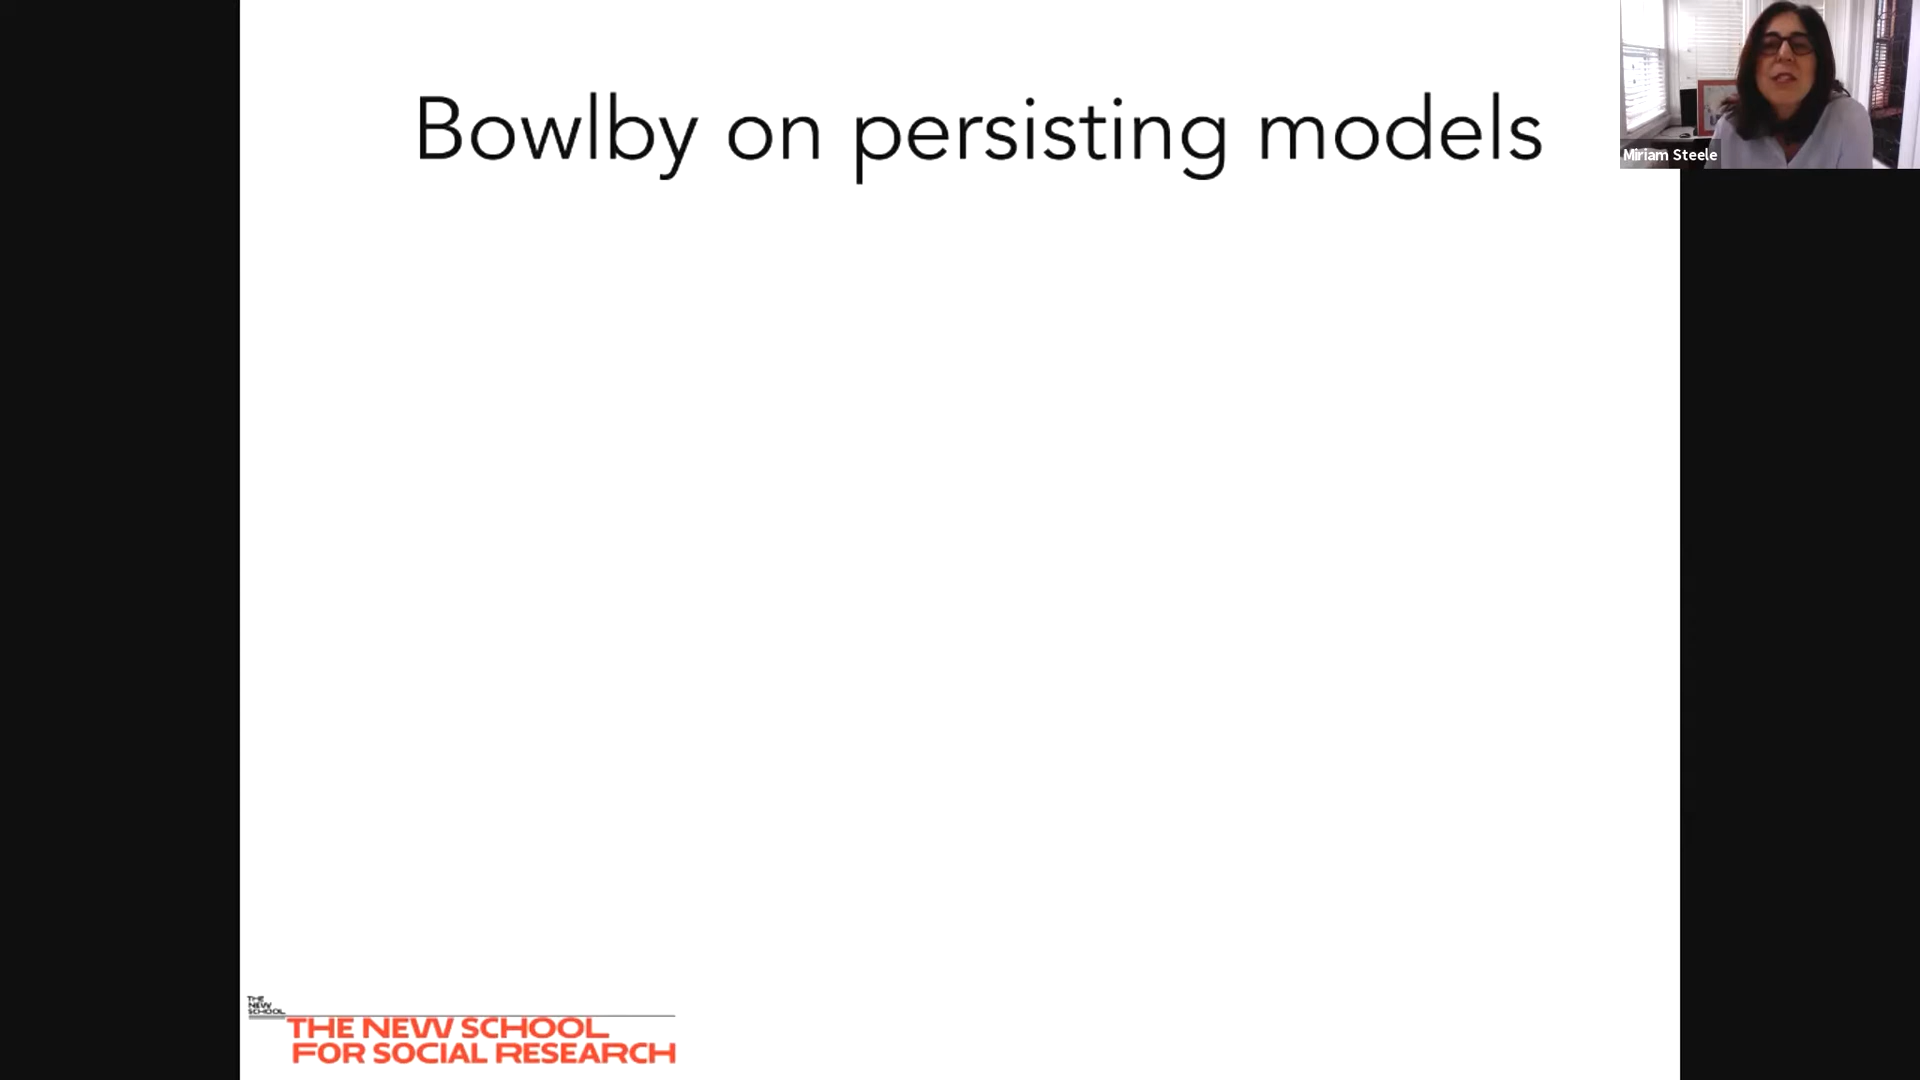 Bowlby on persisting models
Miriam Steele
THE
NEW
SCHOOL
THE NEW SCHOOL
FOR SOCIAL RESEARCH